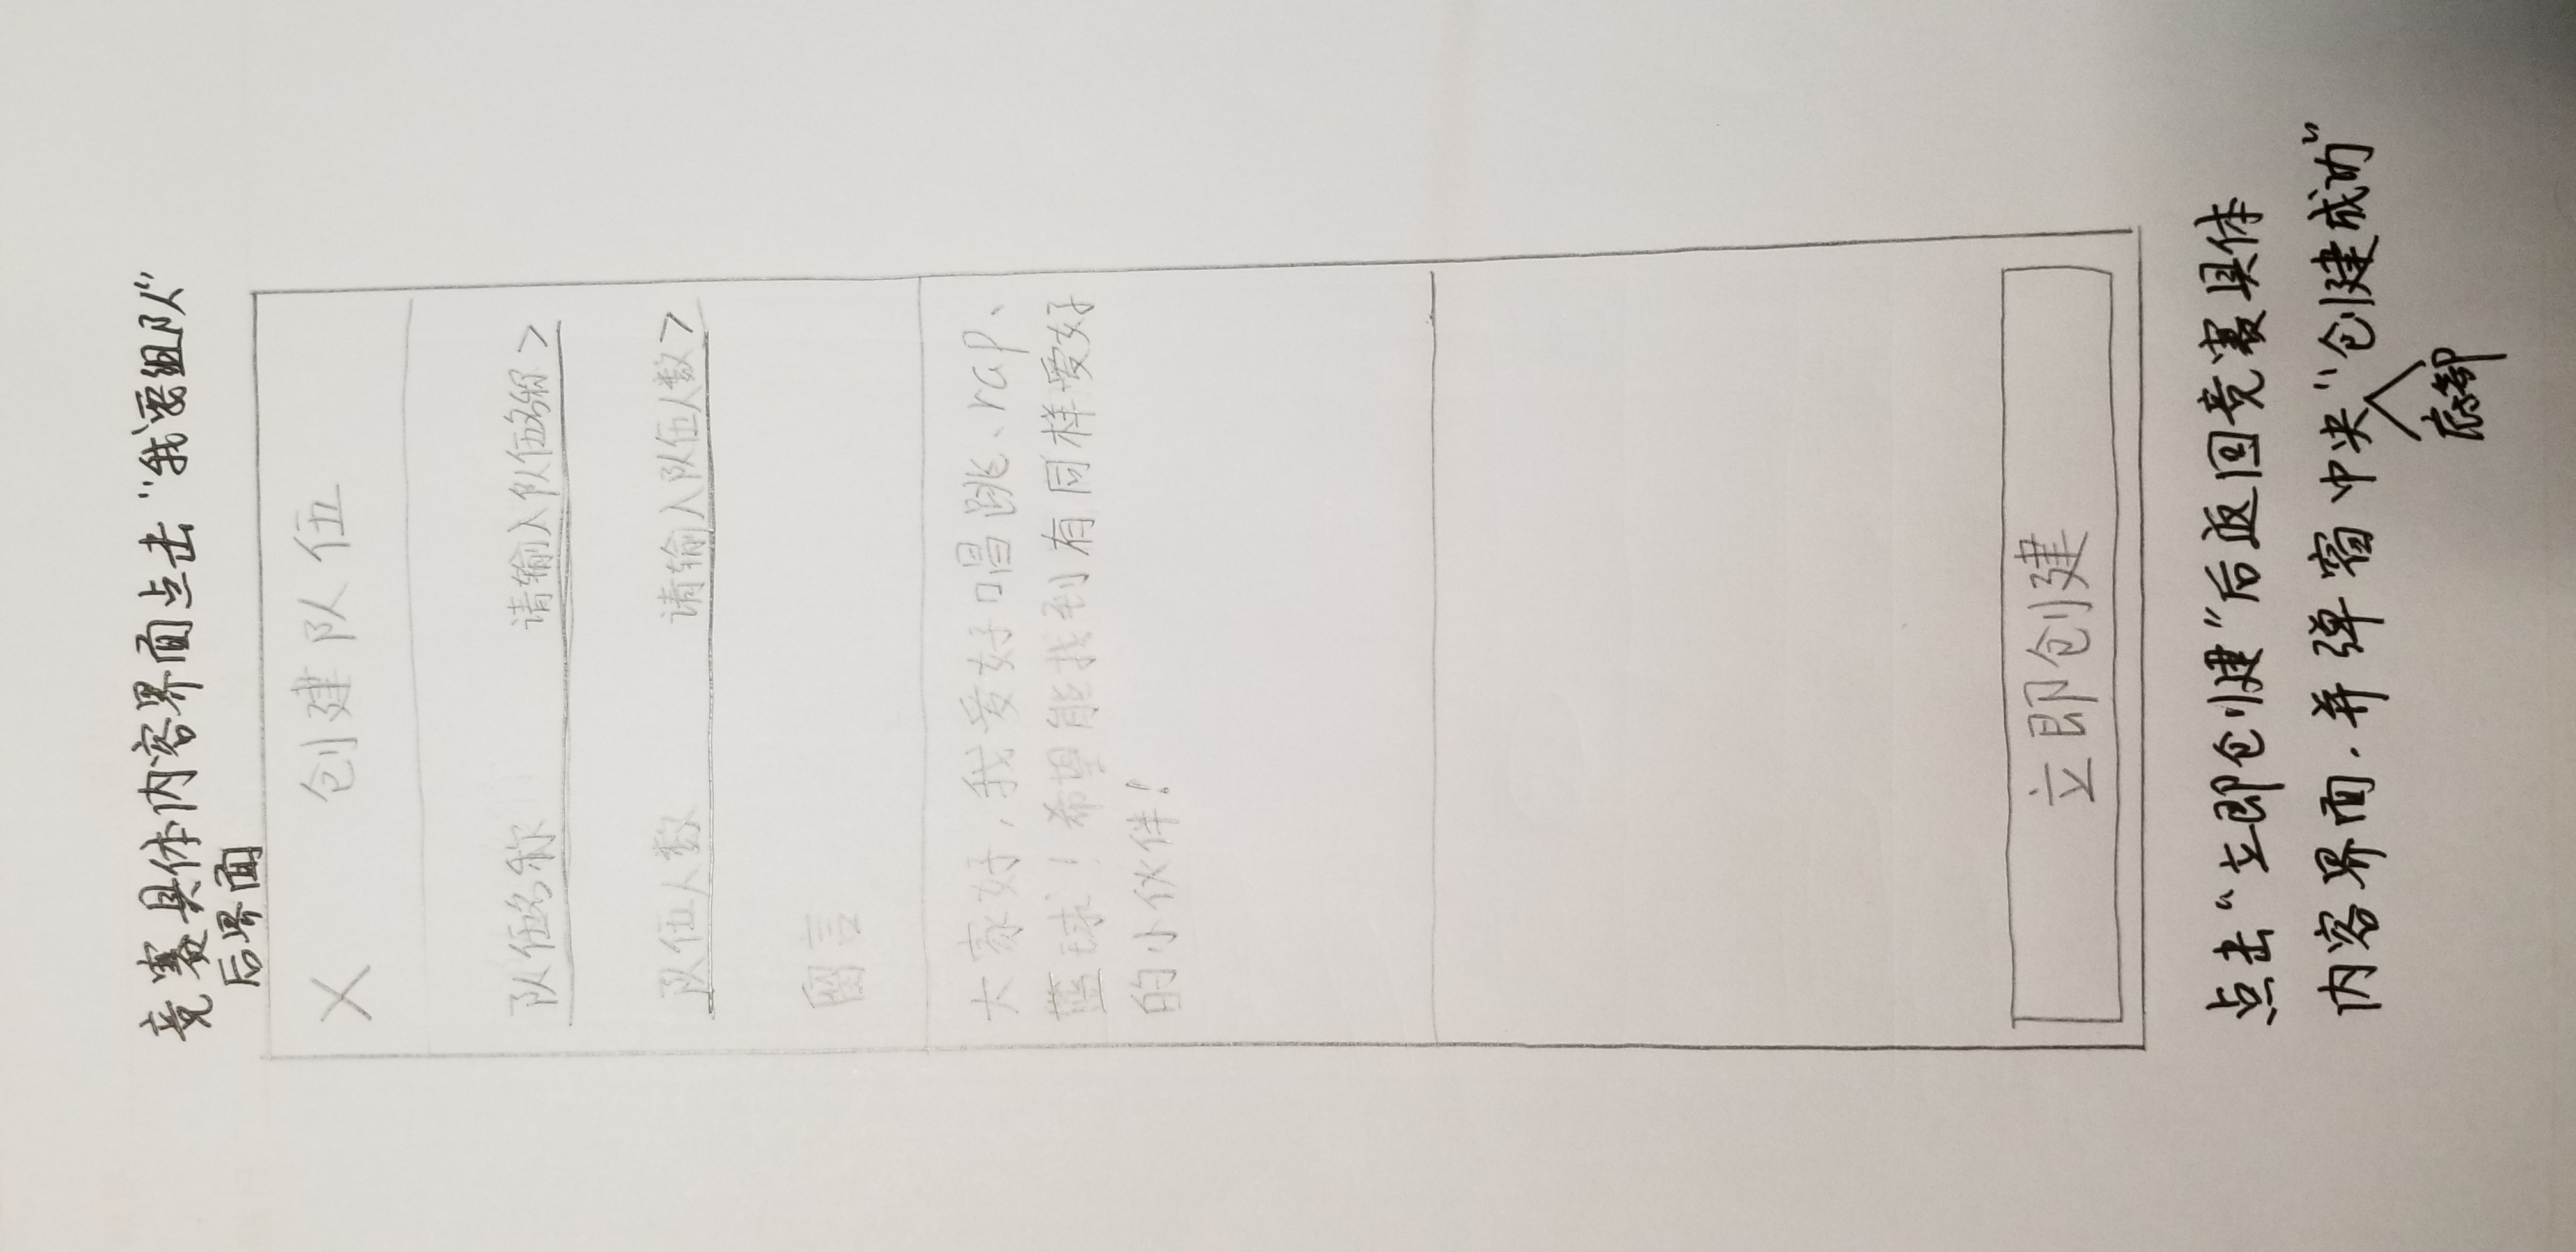 竞赛具体内容界面点击“我要组队”
后界面
X 创建队伍
队伍名称 请输入队伍名称 >
队伍人数 请输入队伍人数 >
留言
大家好,我爱好唱跳、rap、
蓝球!希望能找到有同样爱好
的小伙伴!
立即创建
点击“立即创建”后返回竞赛具体
内容界面.并弹窗中央“创建成功”
底部